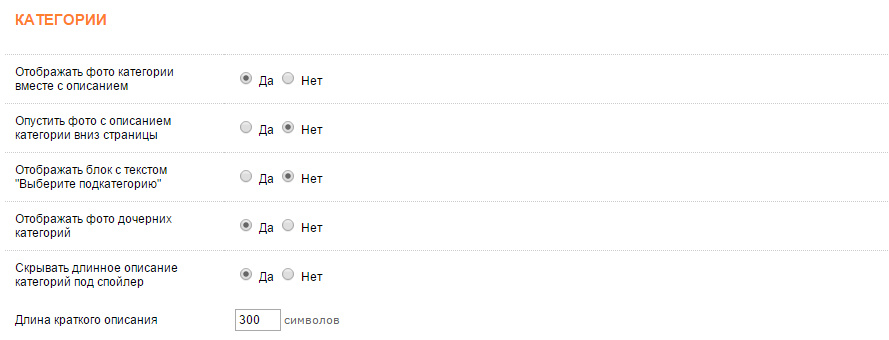 КАТЕГОРИИ
Отображать фото категории
вместе с описанием
Да Нет
Опустить фото с описанием
категории вниз страницы
Да Нет
Отображать блок с текстом
"Выберите подкатегорию"
Да Нет
Отображать фото дочерних
категорий
Да Нет
Скрывать длинное описание
категорий под спойлер
Да Нет
Длина краткого описания
300 символов